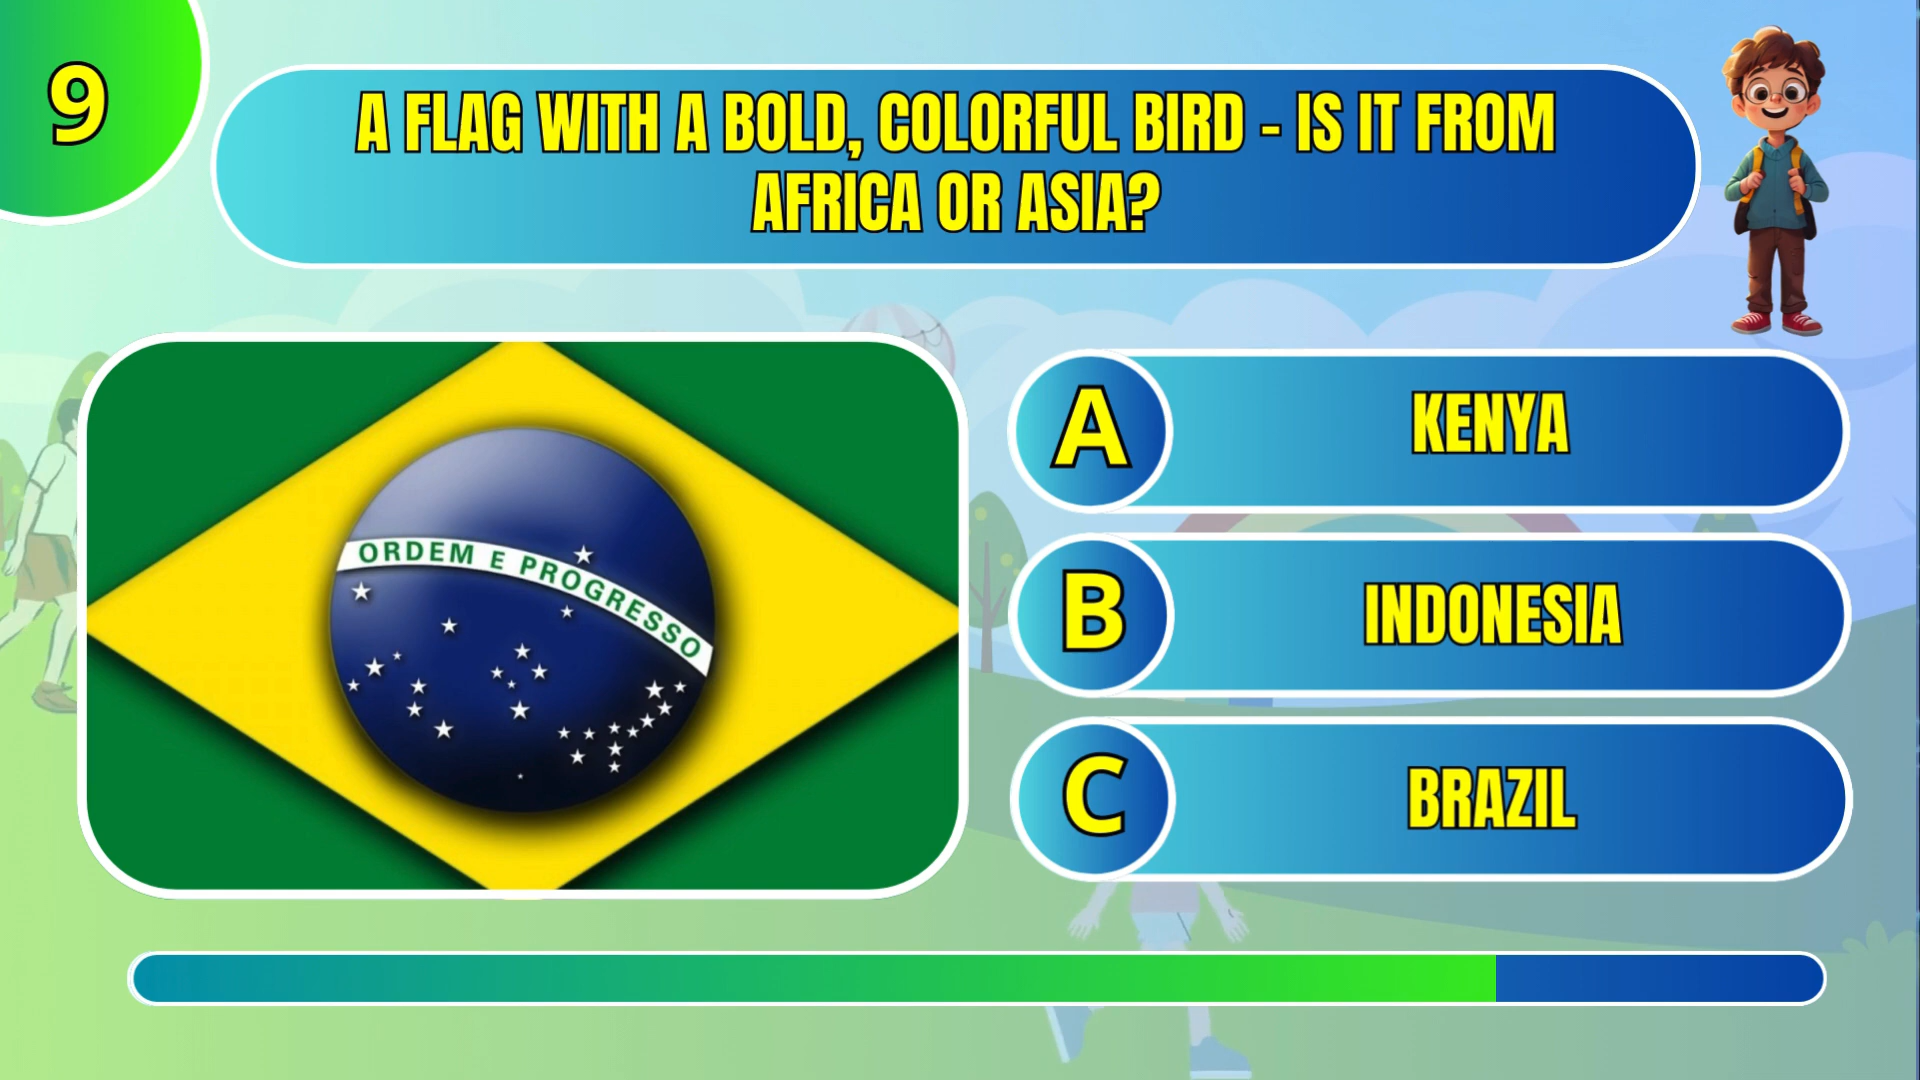 9
A FLAG WITH A BOLD, COLORFUL BIRD - IS IT FROM
AFRICA OR ASIA?
ORDEM E PROGRESSO
A KENYA
B INDONESIA
C BRAZIL